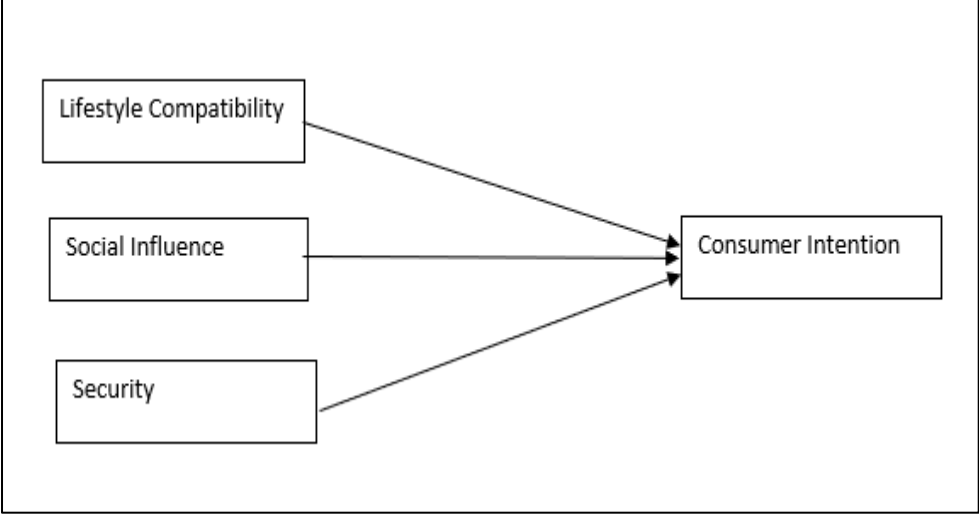 Lifestyle Compatibility
Social Influence
Consumer Intention
Security